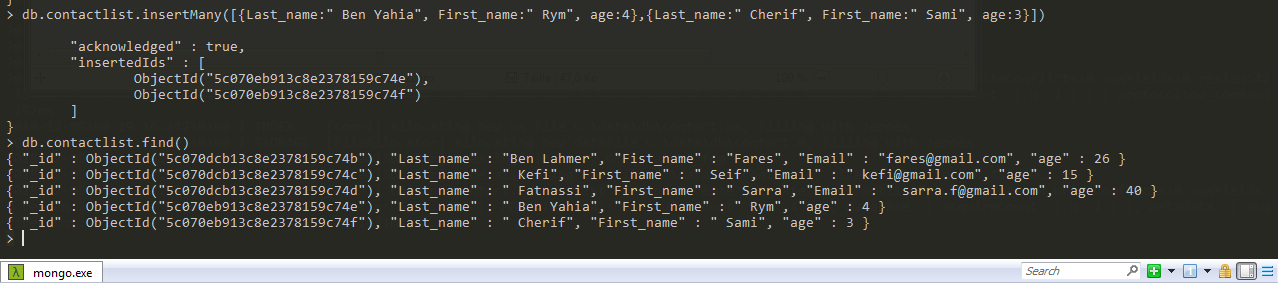 }
> db.contactlist.insertMany([{Last_name:" Ben Yahia", First_name:" Rym", age:4},{Last_name:" Cherif", First_name:" Sami", age:3}])
"acknowledged" : true,
"insertedIds" : [
ObjectId("5c070eb913c8e2378159c74e"),
ObjectId("5c070eb913c8e2378159c74f")
]
}
> db.contactlist.find()
{ "_id" : ObjectId("5c070dcb13c8e2378159c74b"), "Last_name" : "Ben Lahmer", "Fist_name" : "Fares", "Email" : "fares@gmail.com", "age" : 26 }
{ "_id" : ObjectId("5c070dcd13c8e2378159c74c"), "Last_name" : " Kefi", "First_name" : " Seif", "Email" : " kefi@gmail.com", "age" : 15 }
{ "_id" : ObjectId("5c070dcd13c8e2378159c74d"), "Last_name" : " Fatnassi", "First_name" : " Sarra", "Email" : " sarra.f@gmail.com", "age" : 40 }
{ "_id" : ObjectId("5c070eb913c8e2378159c74e"), "Last_name" : " Ben Yahia", "First_name" : " Rym", "age" : 4 }
{ "_id" : ObjectId("5c070eb913c8e2378159c74f"), "Last_name" : " Cherif", "First_name" : " Sami", "age" : 3 }
>
λ mongo.exe Search